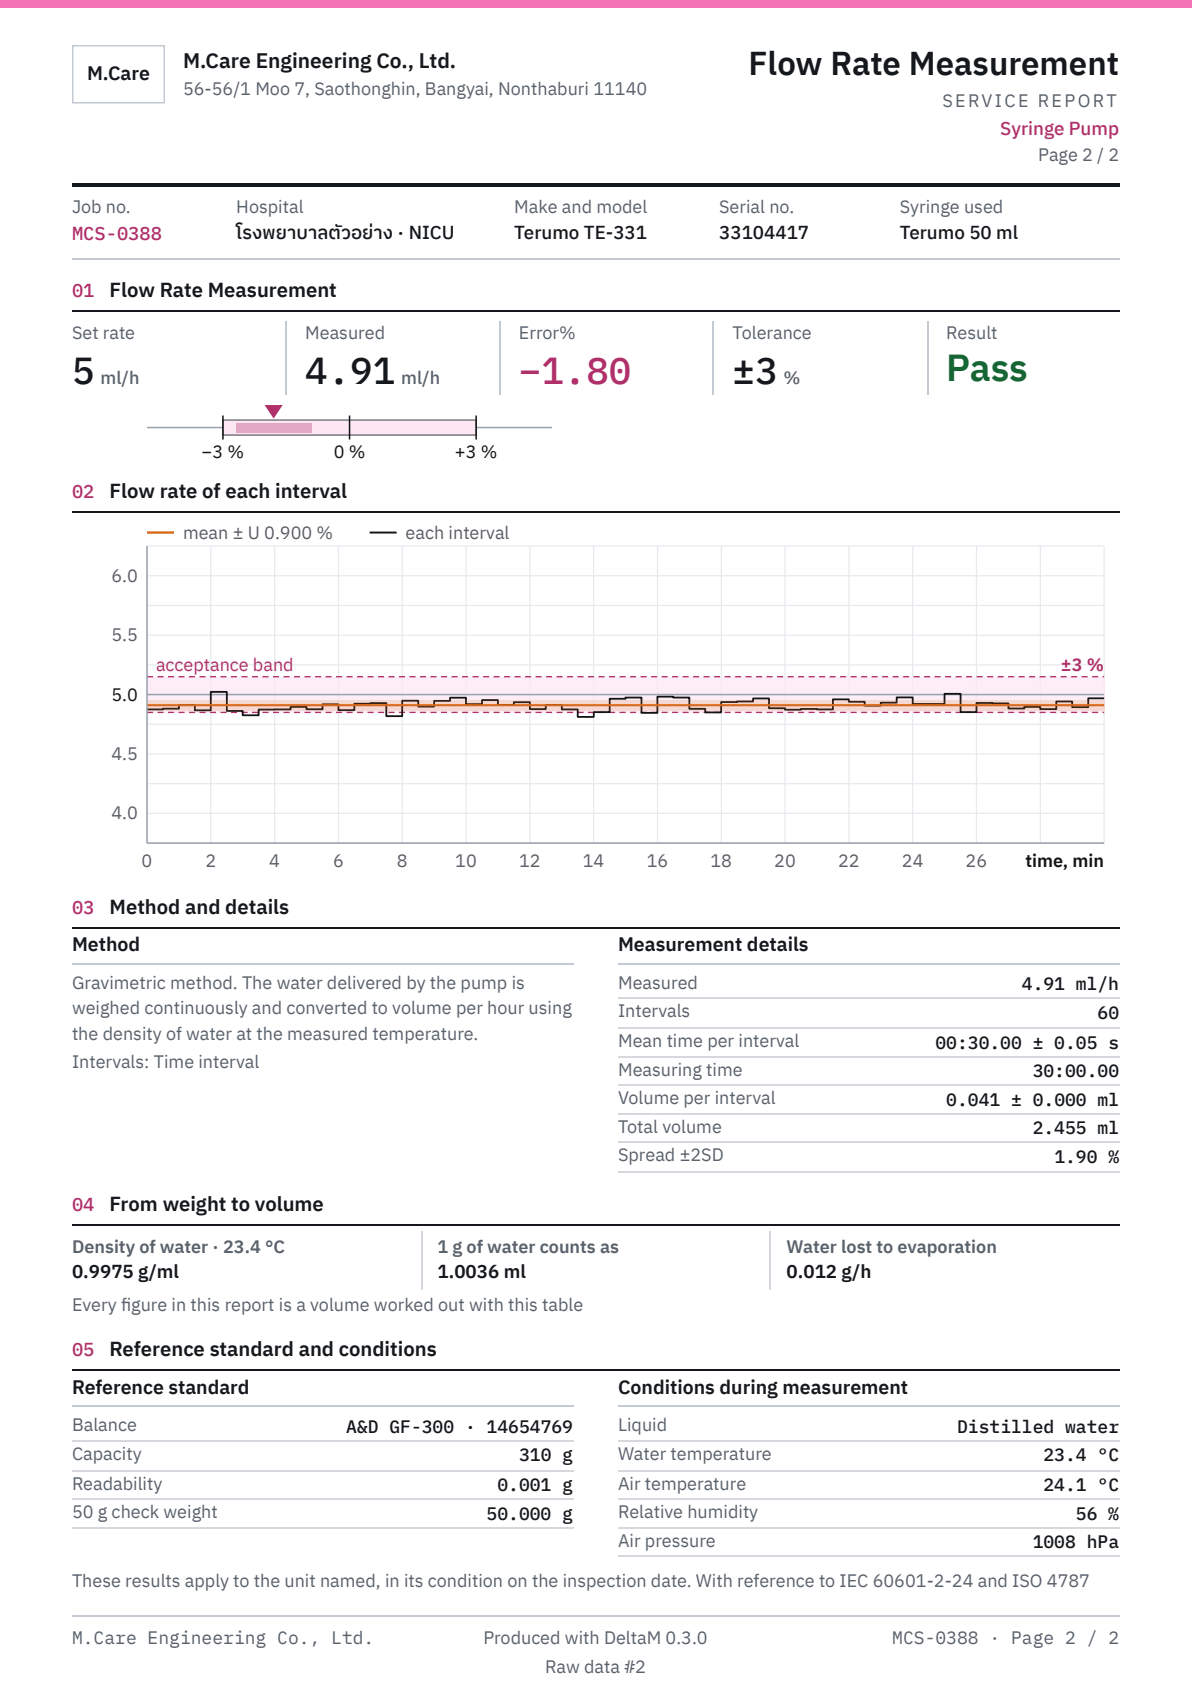 M.Care
M.Care Engineering Co., Ltd.
56-56/1 Moo 7, Saothonghin, Bangyai, Nonthaburi 11140
Flow Rate Measurement
SERVICE REPORT
Syringe Pump
Page 2 / 2
Job no. Hospital Make and model Serial no. Syringe used
MCS-0388 โรงพยาบาลตัวอย่าง · NICU Terumo TE-331 33104417 Terumo 50 ml
01 Flow Rate Measurement
Set rate Measured Error% Tolerance Result
5 ml/h 4.91 ml/h −1.80 ±3 % Pass
−3 % 0 % +3 %
02 Flow rate of each interval
mean ± U 0.900 % each interval
6.0
5.5
acceptance band ±3 %
5.0
4.5
4.0
0 2 4 6 8 10 12 14 16 18 20 22 24 26 time, min
03 Method and details
Method
Gravimetric method. The water delivered by the pump is
weighed continuously and converted to volume per hour using
the density of water at the measured temperature.
Intervals: Time interval
Measurement details
Measured 4.91 ml/h
Intervals 60
Mean time per interval 00:30.00 ± 0.05 s
Measuring time 30:00.00
Volume per interval 0.041 ± 0.000 ml
Total volume 2.455 ml
Spread ±2SD 1.90 %
04 From weight to volume
Density of water · 23.4 °C 1 g of water counts as Water lost to evaporation
0.9975 g/ml 1.0036 ml 0.012 g/h
Every figure in this report is a volume worked out with this table
05 Reference standard and conditions
Reference standard
Balance A&D GF-300 · 14654769
Capacity 310 g
Readability 0.001 g
50 g check weight 50.000 g
Conditions during measurement
Liquid Distilled water
Water temperature 23.4 °C
Air temperature 24.1 °C
Relative humidity 56 %
Air pressure 1008 hPa
These results apply to the unit named, in its condition on the inspection date. With reference to IEC 60601-2-24 and ISO 4787
M.Care Engineering Co., Ltd. Produced with DeltaM 0.3.0 MCS-0388 · Page 2 / 2
Raw data #2